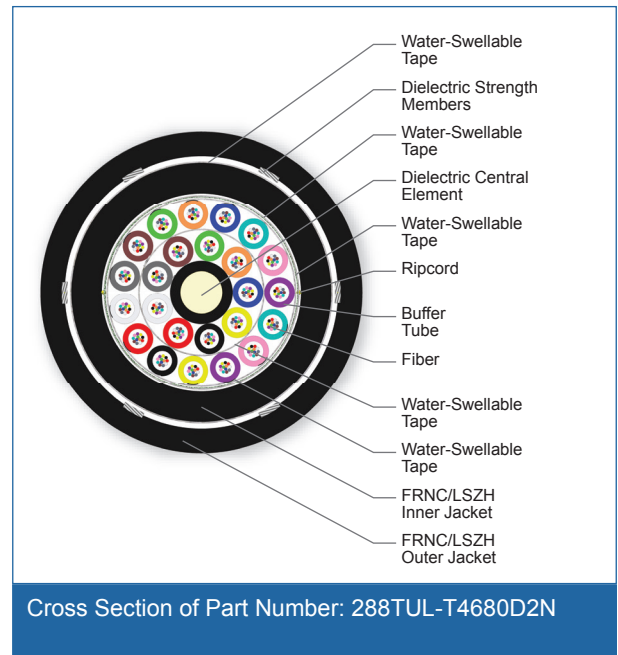 Water-Swellable
Tape
Dielectric Strength
Members
Water-Swellable
Tape
Dielectric Central
Element
Water-Swellable
Tape
Ripcord
Buffer
Tube
Fiber
Water-Swellable
Tape
Water-Swellable
Tape
FRNC/LSZH
Inner Jacket
FRNC/LSZH
Outer Jacket
Cross Section of Part Number: 288TUL-T4680D2N